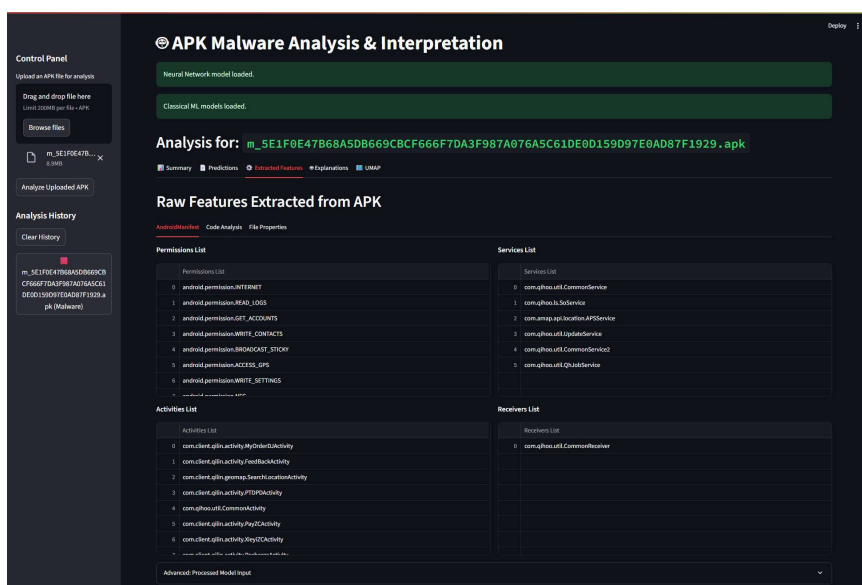 Deploy
Control Panel
Upload an APK file for analysis
Drag and drop file here
Limit 200MB per file • APK
Browse files
m_5E1F0E47B...
8.9MB
Analyze Uploaded APK
Analysis History
Clear History
m_5E1F0E47B68A5DB669CB
CF666F7DA3F987A076A5C61
DE0D159D97E0AD87F1929.a
pk (Malware)
APK Malware Analysis & Interpretation
Neural Network model loaded.
Classical ML models loaded.
Analysis for: m_5E1F0E47B68A5DB669CBCF666F7DA3F987A076A5C61DE0D159D97E0AD87F1929.apk
Summary Predictions Extracted Features Explanations UMAP
Raw Features Extracted from APK
AndroidManifest Code Analysis File Properties
Permissions List
Permissions List
0 android.permission.INTERNET
1 android.permission.READ_LOGS
2 android.permission.GET_ACCOUNTS
3 android.permission.WRITE_CONTACTS
4 android.permission.BROADCAST_STICKY
5 android.permission.ACCESS_GPS
6 android.permission.WRITE_SETTINGS
Services List
Services List
0 com.qihoo.util.CommonService
1 com.qihoo.ls.SoService
2 com.amap.api.location.APSService
3 com.qihoo.util.UpdateService
4 com.qihoo.util.CommonService2
5 com.qihoo.util.QhJobService
Activities List
Activities List
0 com.client.qilin.activity.MyOrderDJActivity
1 com.client.qilin.activity.FeedBackActivity
2 com.client.qilin.geomap.SearchLocationActivity
3 com.client.qilin.activity.PTDPDActivity
4 com.qihoo.util.CommonActivity
5 com.client.qilin.activity.PayZCActivity
6 com.client.qilin.activity.XieyiZCActivity
Receivers List
Receivers List
0 com.qihoo.util.CommonReceiver
Advanced: Processed Model Input